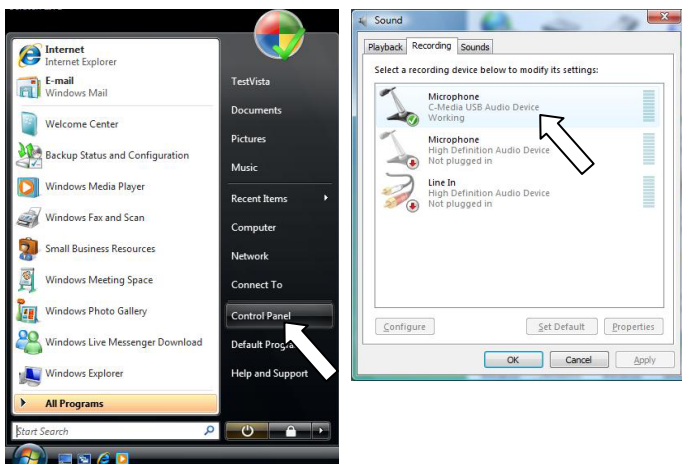 Internet
Internet Explorer
E-mail
Windows Mail
Welcome Center
Backup Status and Configuration
Windows Media Player
Windows Fax and Scan
Small Business Resources
Windows Meeting Space
Windows Photo Gallery
Windows Live Messenger Download
Windows Explorer
All Programs
Start Search
TestVista
Documents
Pictures
Music
Recent Items
Computer
Network
Connect To
Control Panel
Default
Help and Support
Sound
Playback Recording Sounds
Select a recording device below to modify its settings:
Microphone
C-Media USB Audio Device
Working
Microphone
High Definition Audio Device
Not plugged in
Line In
High Definition Audio Device
Not plugged in
Configure Set Default Properties
OK Cancel Apply